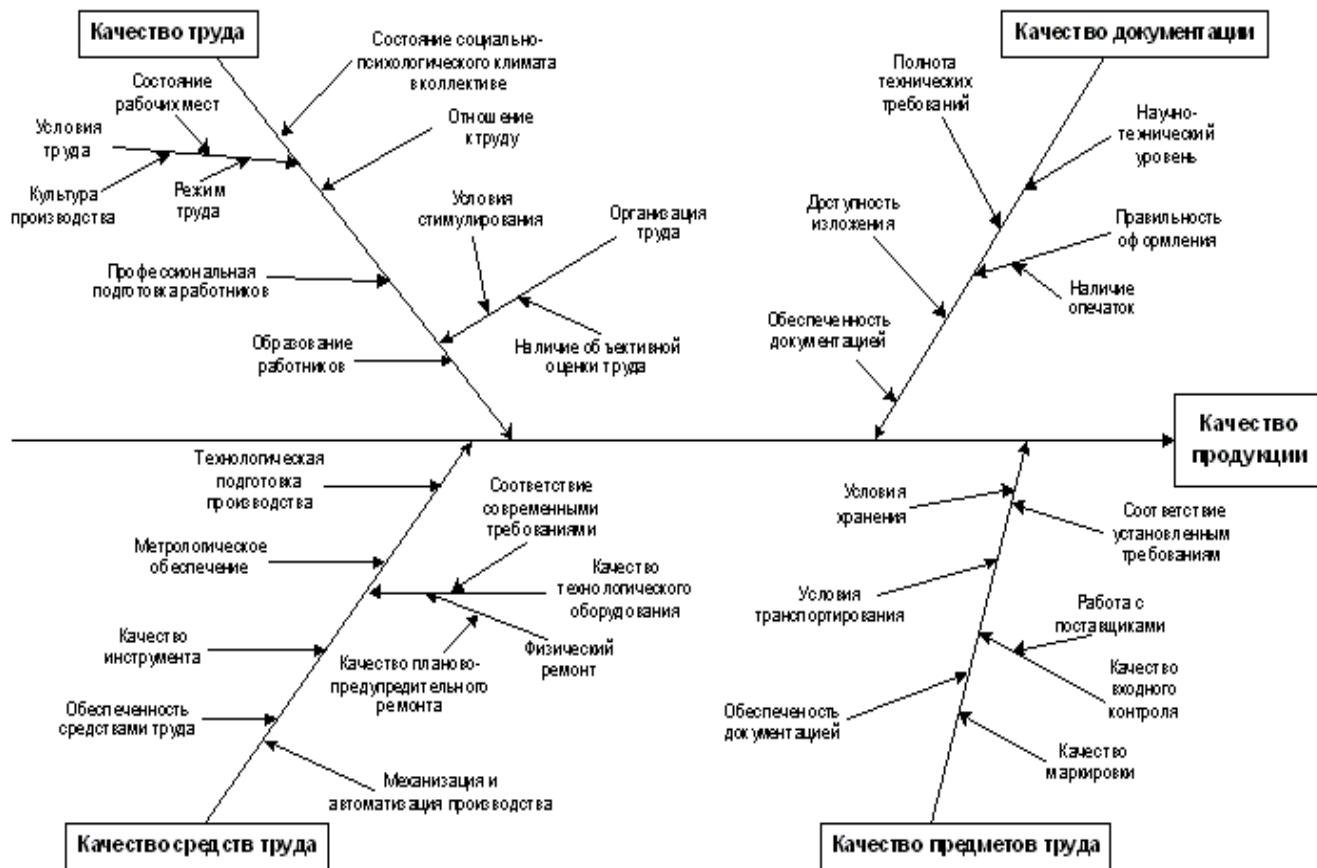 Качество труда
Состояние социально-
психологического климата
в коллективе
Состояние
рабочих мест
Условия
труда
Отношение
к труду
Культура
производства
Режим
труда
Условия
стимулирования
Организация
труда
Профессиональная
подготовка работников
Образование
работников
Наличие объективной
оценки труда
Качество документации
Полнота
технических
требований
Научно-
технический
уровень
Доступность
изложения
Правильность
оформления
Наличие
опечаток
Обеспеченность
документацией
Качество
продукции
Технологическая
подготовка
производства
Соответствие
современными
требованиями
Метрологическое
обеспечение
Качество
технологического
оборудования
Качество
инструмента
Физический
ремонт
Качество планово-
предупредительного
ремонта
Обеспеченность
средствами труда
Механизация и
автоматизация производства
Качество средств труда
Условия
хранения
Соответствие
установленным
требованиям
Условия
транспортирования
Работа с
поставщиками
Качество
входного
контроля
Обеспеченость
документацией
Качество
маркировки
Качество предметов труда